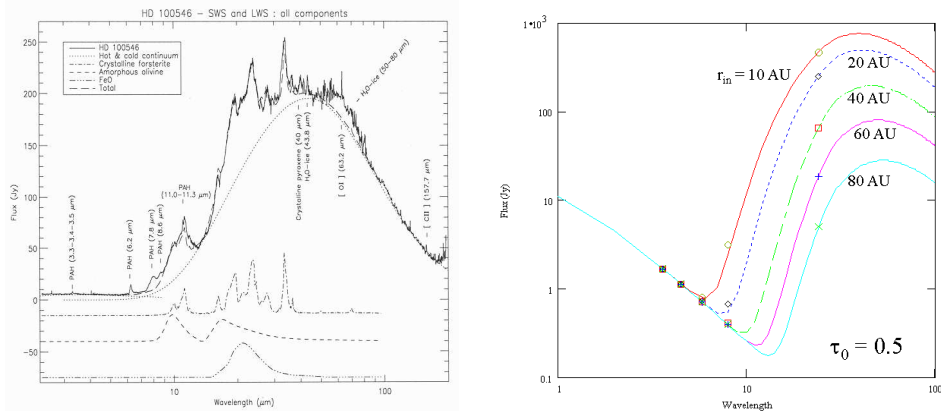 HD 100546 – SWS and LWS : all components
HD 100546
Hot & cold continuum
Crystalline forsterite
Amorphous olivine
FeO
Total
300
250
200
150
100
50
0
−50
Flux (Jy)
PAH (3.3−3.4−3.5 μm)
PAH (6.2 μm)
PAH (7.8 μm)
PAH (8.6 μm)
PAH
(11.0−11.3 μm)
Crystalline pyroxene (40 μm)
H₂O−ice (43.8 μm)
[ OI ] (63.2 μm)
H₂O−ice (50−80 μm)
[ CII ] (157.7 μm)
10
100
Wavelength (μm)
1*10³
100
10
1
0.1
Flux (Jy)
r_in = 10 AU
20 AU
40 AU
60 AU
80 AU
τ₀ = 0.5
1
10
100
Wavelength